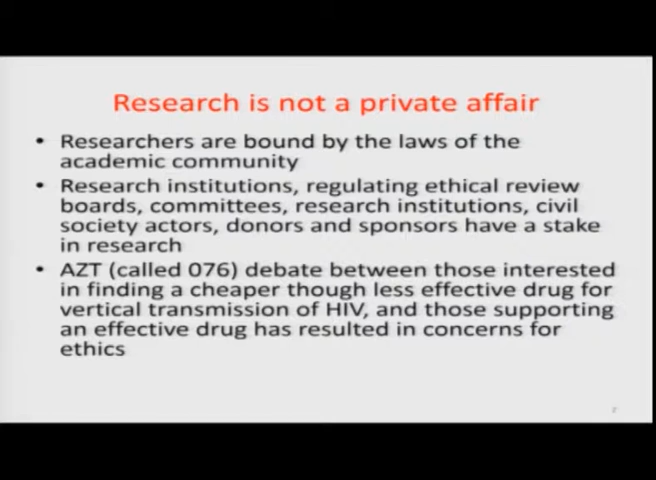 Research is not a private affair
• Researchers are bound by the laws of the
academic community
• Research institutions, regulating ethical review
boards, committees, research institutions, civil
society actors, donors and sponsors have a stake
in research
• AZT (called 076) debate between those interested
in finding a cheaper though less effective drug for
vertical transmission of HIV, and those supporting
an effective drug has resulted in concerns for
ethics